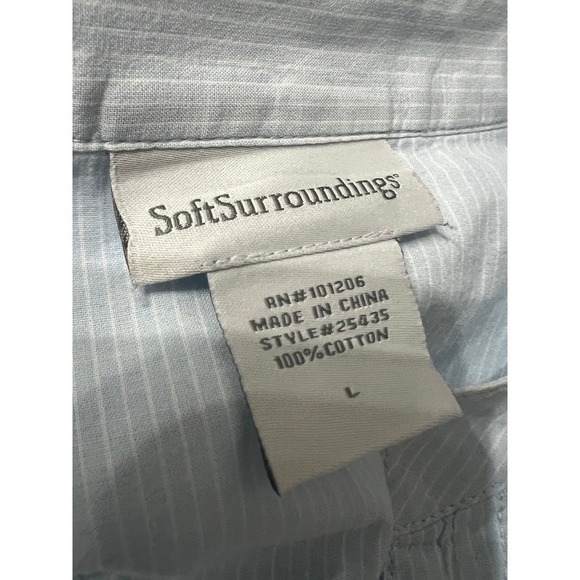 SoftSurroundings
RN#101206
MADE IN CHINA
STYLE#25435
100%COTTON
L